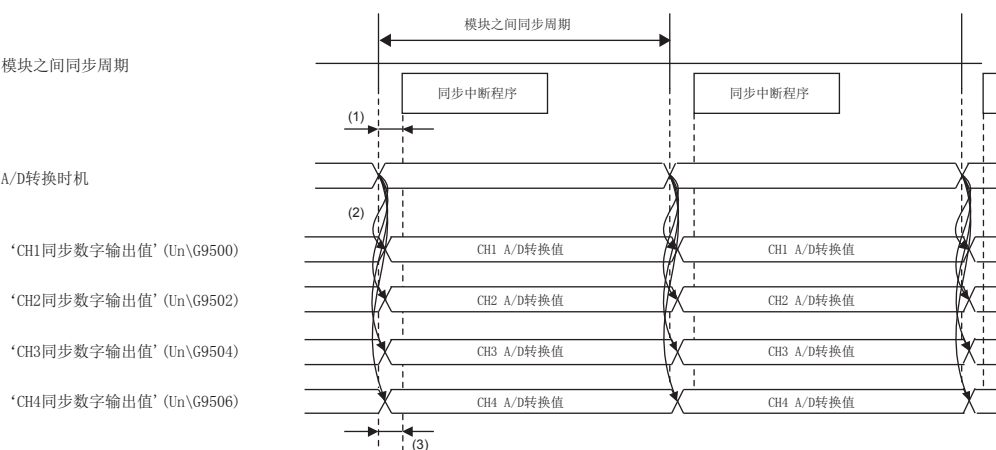 模块之间同步周期
模块之间同步周期
同步中断程序
同步中断程序
(1)
A/D转换时机
(2)
‘CH1同步数字输出值’(Un\G9500)
CH1 A/D转换值
CH1 A/D转换值
‘CH2同步数字输出值’(Un\G9502)
CH2 A/D转换值
CH2 A/D转换值
‘CH3同步数字输出值’(Un\G9504)
CH3 A/D转换值
CH3 A/D转换值
‘CH4同步数字输出值’(Un\G9506)
CH4 A/D转换值
CH4 A/D转换值
(3)